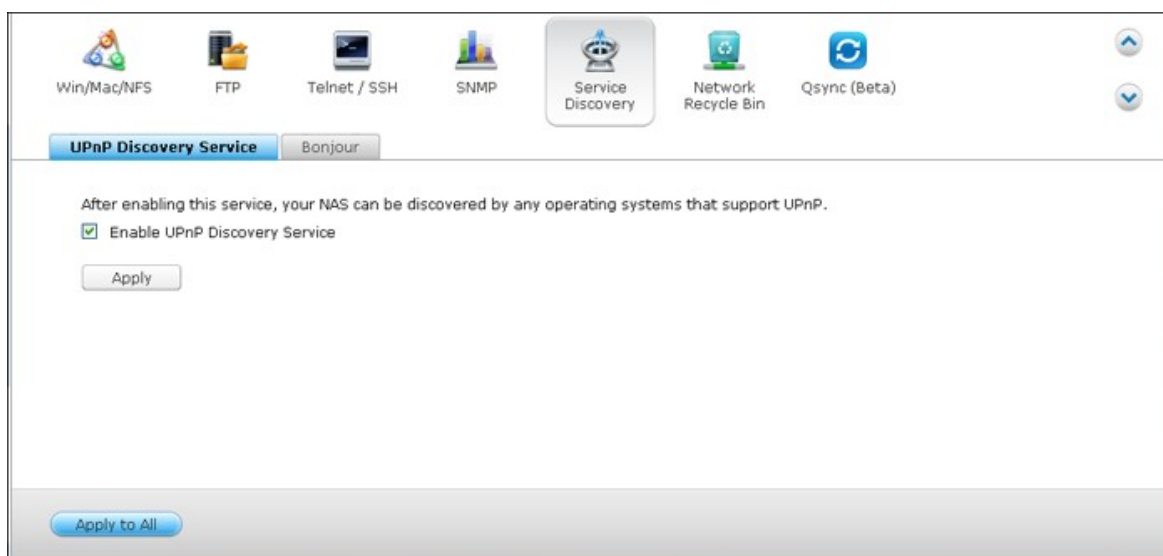 Win/Mac/NFS
FTP
Telnet / SSH
SNMP
Service
Discovery
Network
Recycle Bin
Qsync (Beta)
UPnP Discovery Service
Bonjour
After enabling this service, your NAS can be discovered by any operating systems that support UPnP.
Enable UPnP Discovery Service
Apply
Apply to All